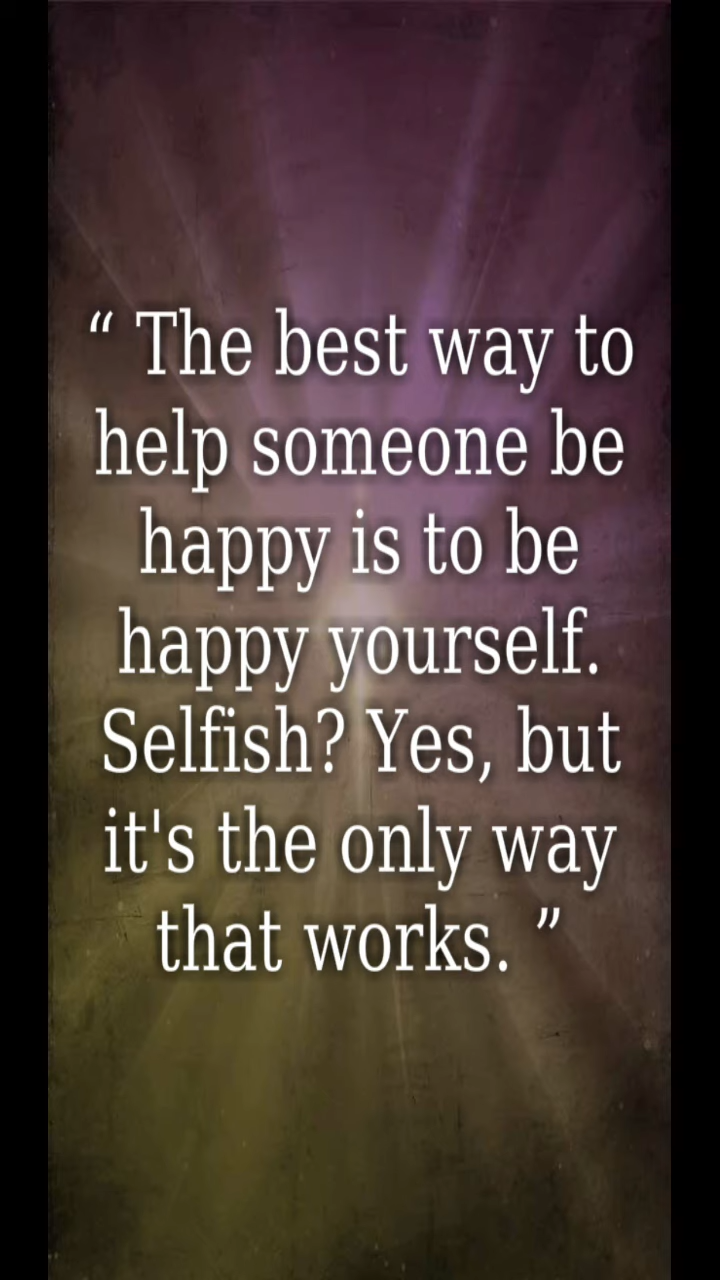 “ The best way to
help someone be
happy is to be
happy yourself.
Selfish? Yes, but
it's the only way
that works. ”